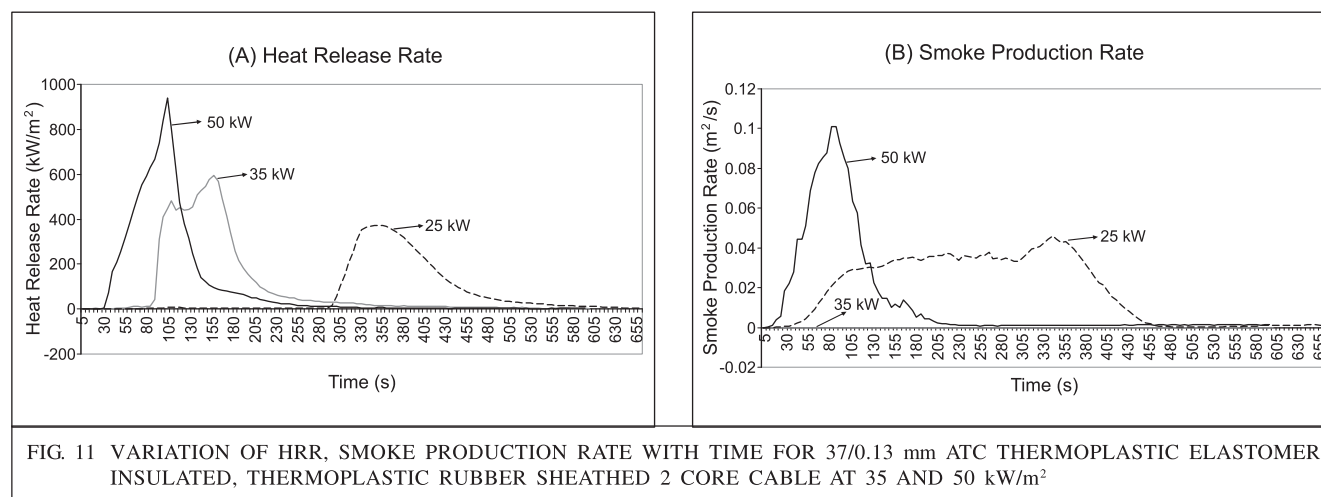 (A) Heat Release Rate
Heat Release Rate (kW/m²)
1000
800
600
400
200
0
-200
50 kW
35 kW
25 kW
5 30 55 80 105 130 155 180 205 230 255 280 305 330 355 380 405 430 455 480 505 530 555 580 605 630 655
Time (s)
(B) Smoke Production Rate
Smoke Production Rate (m²/s)
0.12
0.1
0.08
0.06
0.04
0.02
0
-0.02
50 kW
25 kW
35 kW
5 30 55 80 105 130 155 180 205 230 255 280 305 330 355 380 405 430 455 480 505 530 555 580 605 630 655
Time (s)
FIG. 11 VARIATION OF HRR, SMOKE PRODUCTION RATE WITH TIME FOR 37/0.13 mm ATC THERMOPLASTIC ELASTOMER
INSULATED, THERMOPLASTIC RUBBER SHEATHED 2 CORE CABLE AT 35 AND 50 kW/m²